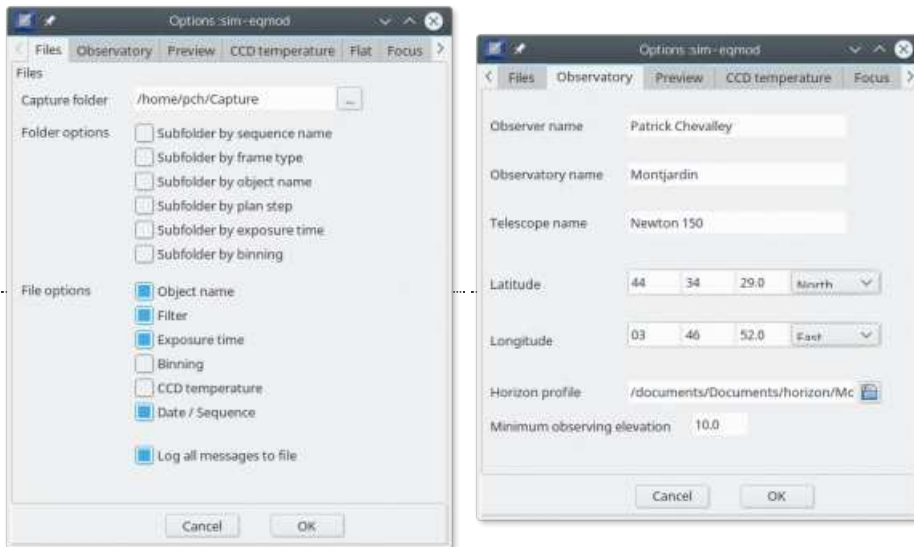 Options :sim-eqmod
Files Observatory Preview CCD temperature Flat Focus
Files
Capture folder /home/pch/Capture ...
Folder options
Subfolder by sequence name
Subfolder by frame type
Subfolder by object name
Subfolder by plan step
Subfolder by exposure time
Subfolder by binning
File options
Object name
Filter
Exposure time
Binning
CCD temperature
Date / Sequence
Log all messages to file
Cancel OK
Options :sim-eqmod
Files Observatory Preview CCD temperature Focus
Observer name Patrick Chevalley
Observatory name Montjardin
Telescope name Newton 150
Latitude 44 34 29.0 North
Longitude 03 46 52.0 East
Horizon profile /documents/Documents/horizon/Mc
Minimum observing elevation 10.0
Cancel OK